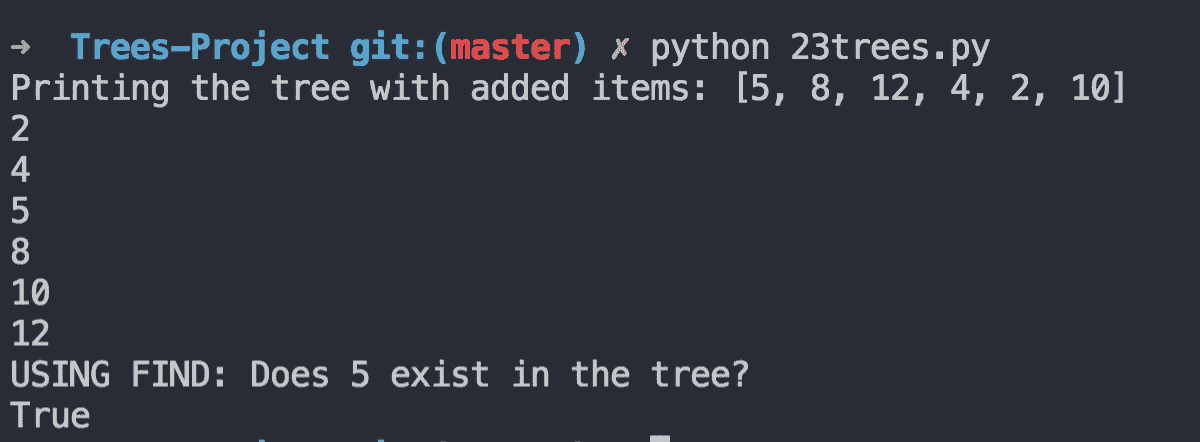 ➜ Trees-Project git:(master) ✗ python 23trees.py
Printing the tree with added items: [5, 8, 12, 4, 2, 10]
2
4
5
8
10
12
USING FIND: Does 5 exist in the tree?
True